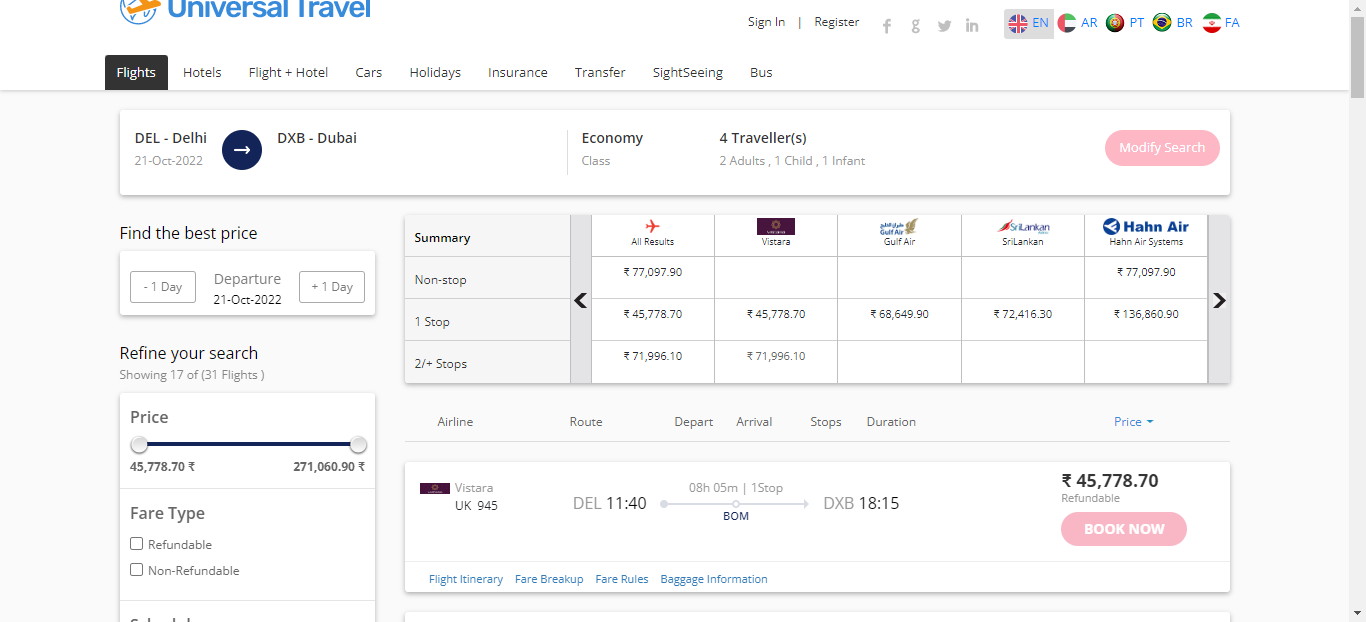 Universal Travel
Sign In | Register
EN AR PT BR FA
Flights Hotels Flight + Hotel Cars Holidays Insurance Transfer SightSeeing Bus
DEL - Delhi → DXB - Dubai
21-Oct-2022
Economy
Class
4 Traveller(s)
2 Adults , 1 Child , 1 Infant
Modify Search
Find the best price
- 1 Day
Departure
21-Oct-2022
+ 1 Day
Refine your search
Showing 17 of (31 Flights )
Price
45,778.70 ₹ 271,060.90 ₹
Fare Type
Refundable
Non-Refundable
Summary All Results Vistara Gulf Air SriLankan Hahn Air
Hahn Air Systems
Non-stop ₹ 77,097.90 ₹ 77,097.90
1 Stop ₹ 45,778.70 ₹ 45,778.70 ₹ 68,649.90 ₹ 72,416.30 ₹ 136,860.90
2/+ Stops ₹ 71,996.10 ₹ 71,996.10
Airline Route Depart Arrival Stops Duration Price
Vistara
UK 945
DEL 11:40
08h 05m | 1Stop
BOM
DXB 18:15
₹ 45,778.70
Refundable
BOOK NOW
Flight Itinerary Fare Breakup Fare Rules Baggage Information